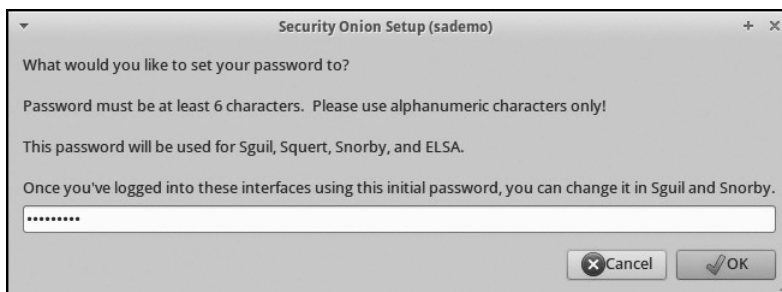 Security Onion Setup (sademo)
What would you like to set your password to?
Password must be at least 6 characters.  Please use alphanumeric characters only!
This password will be used for Sguil, Squert, Snorby, and ELSA.
Once you've logged into these interfaces using this initial password, you can change it in Sguil and Snorby.
•••••••••
Cancel OK